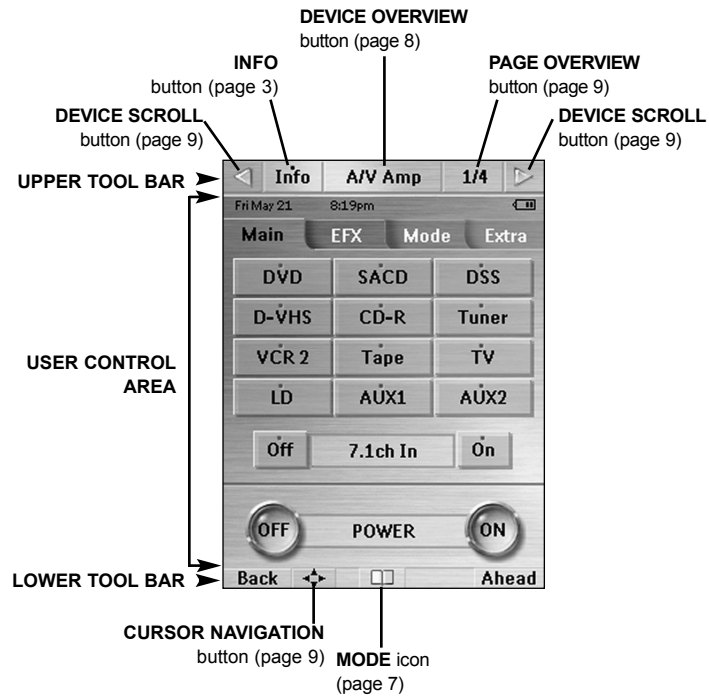 DEVICE OVERVIEW
button (page 8)
INFO
button (page 3)
PAGE OVERVIEW
button (page 9)
DEVICE SCROLL
button (page 9)
DEVICE SCROLL
button (page 9)
UPPER TOOL BAR
Info A/V Amp 1/4
Fri May 21 8:19pm
Main EFX Mode Extra
DVD SACD DSS
D-VHS CD-R Tuner
VCR 2 Tape TV
LD AUX1 AUX2
USER CONTROL
AREA
Off 7.1ch In On
OFF POWER ON
LOWER TOOL BAR
Back Ahead
CURSOR NAVIGATION
button (page 9)
MODE icon
(page 7)